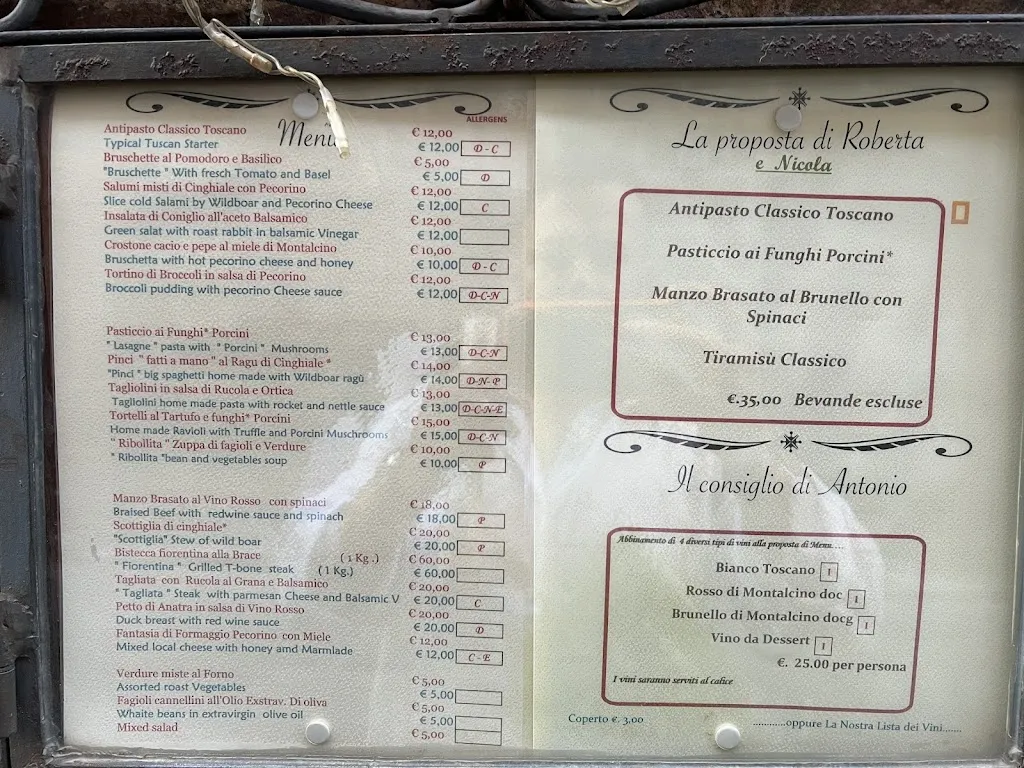 Menu
ALLERGENS
Antipasto Classico Toscano € 12,00
Typical Tuscan Starter € 12,00 D - C
Bruschette al Pomodoro e Basilico € 5,00
"Bruschette " With fresch Tomato and Basel € 5,00 D
Salumi misti di Cinghiale con Pecorino € 12,00
Slice cold Salami by Wildboar and Pecorino Cheese € 12,00 C
Insalata di Coniglio all'aceto Balsamico € 12,00
Green salat with roast rabbit in balsamic Vinegar € 12,00
Crostone cacio e pepe al miele di Montalcino € 10,00
Bruschetta with hot pecorino cheese and honey € 10,00 D - C
Tortino di Broccoli in salsa di Pecorino € 12,00
Broccoli pudding with pecorino Cheese sauce € 12,00 D-C-N
Pasticcio ai Funghi* Porcini € 13,00
" Lasagne " pasta with " Porcini " Mushrooms € 13,00 D-C-N
Pinci " fatti a mano " al Ragu di Cinghiale * € 14,00
"Pinci " big spaghetti home made with Wildboar ragù € 14,00 D-N-P
Tagliolini in salsa di Rucola e Ortica € 13,00
Tagliolini home made pasta with rocket and nettle sauce € 13,00 D-C-N-E
Tortelli al Tartufo e funghi* Porcini € 15,00
Home made Ravioli with Truffle and Porcini Muschrooms € 15,00 D-C-N
" Ribollita " Zuppa di fagioli e Verdure € 10,00
" Ribollita "bean and vegetables soup € 10,00 P
Manzo Brasato al Vino Rosso con spinaci € 18,00
Braised Beef with redwine sauce and spinach € 18,00 P
Scottiglia di cinghiale* € 20,00
"Scottiglia" Stew of wild boar € 20,00 P
Bistecca fiorentina alla Brace ( 1 Kg .) € 60,00
" Fiorentina " Grilled T-bone steak ( 1 Kg.) € 60,00
Tagliata con Rucola al Grana e Balsamico € 20,00
" Tagliata " Steak with parmesan Cheese and Balsamic V € 20,00 C
Petto di Anatra in salsa di Vino Rosso € 20,00
Duck breast with red wine sauce € 20,00 D
Fantasia di Formaggio Pecorino con Miele € 12,00
Mixed local cheese with honey amd Marmlade € 12,00 C - E
Verdure miste al Forno € 5,00
Assorted roast Vegetables € 5,00
Fagioli cannellini all'Olio Exstrav. Di oliva € 5,00
Whaite beans in extravirgin olive oil € 5,00
Mixed salad € 5,00
La proposta di Roberta
e Nicola
Antipasto Classico Toscano
Pasticcio ai Funghi Porcini*
Manzo Brasato al Brunello con
Spinaci
Tiramisù Classico
€.35,00 Bevande escluse
Il consiglio di Antonio
Abbinamento di 4 diversi tipi di vini alla proposta di Menu....
Bianco Toscano 1
Rosso di Montalcino doc 1
Brunello di Montalcino docg 1
Vino da Dessert 1
€. 25.00 per persona
I vini saranno serviti al calice
Coperto €. 3,00
............oppure La Nostra Lista dei Vini.......